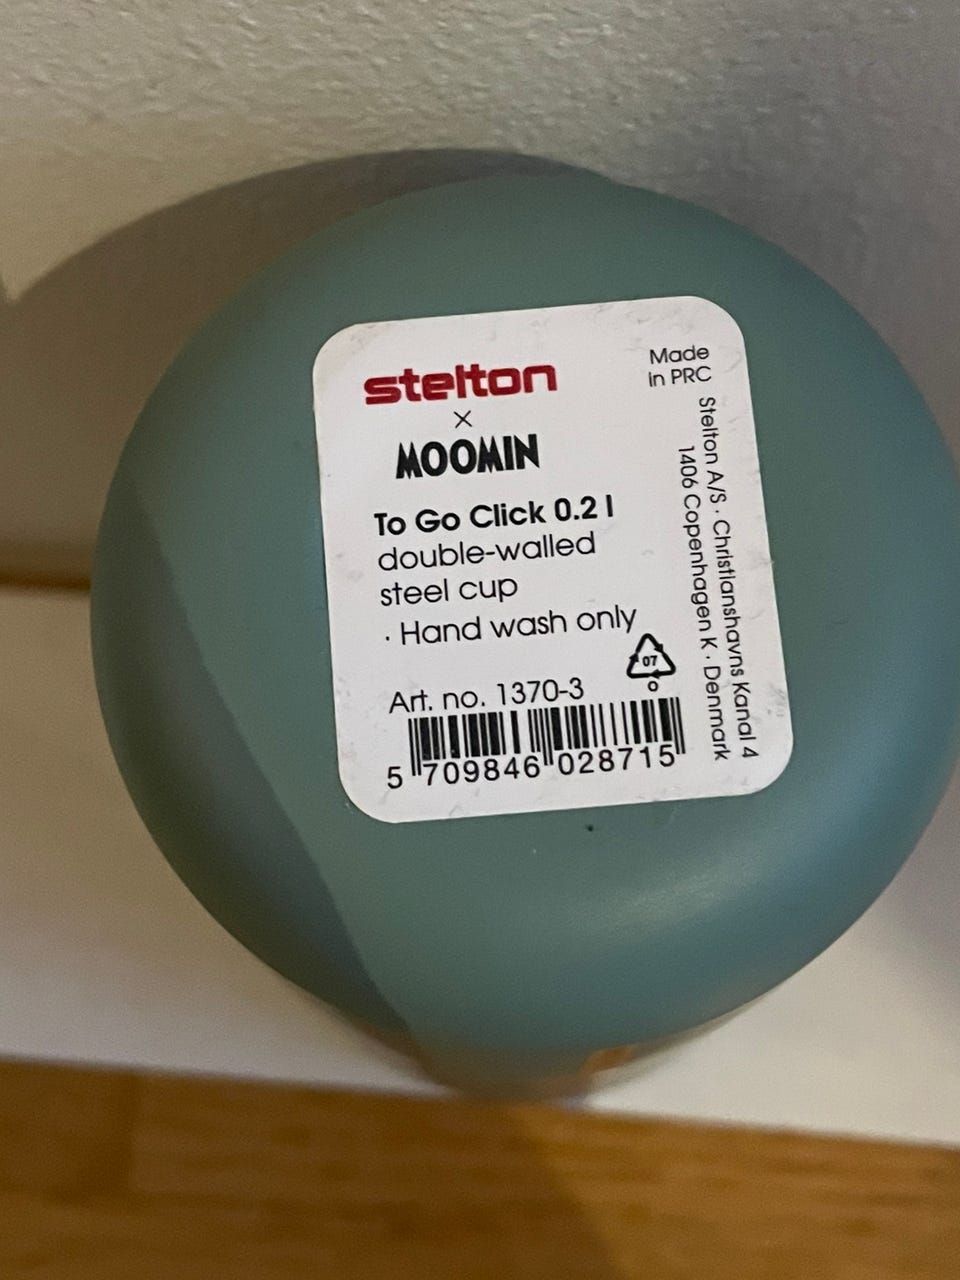 stelton
×
MOOMIN
To Go Click 0.2 l
double-walled
steel cup
· Hand wash only
07
O
Art. no. 1370-3
5 709846 028715
Made
In PRC
Stelton A/S · Christianshavns Kanal 4
1406 Copenhagen K · Denmark